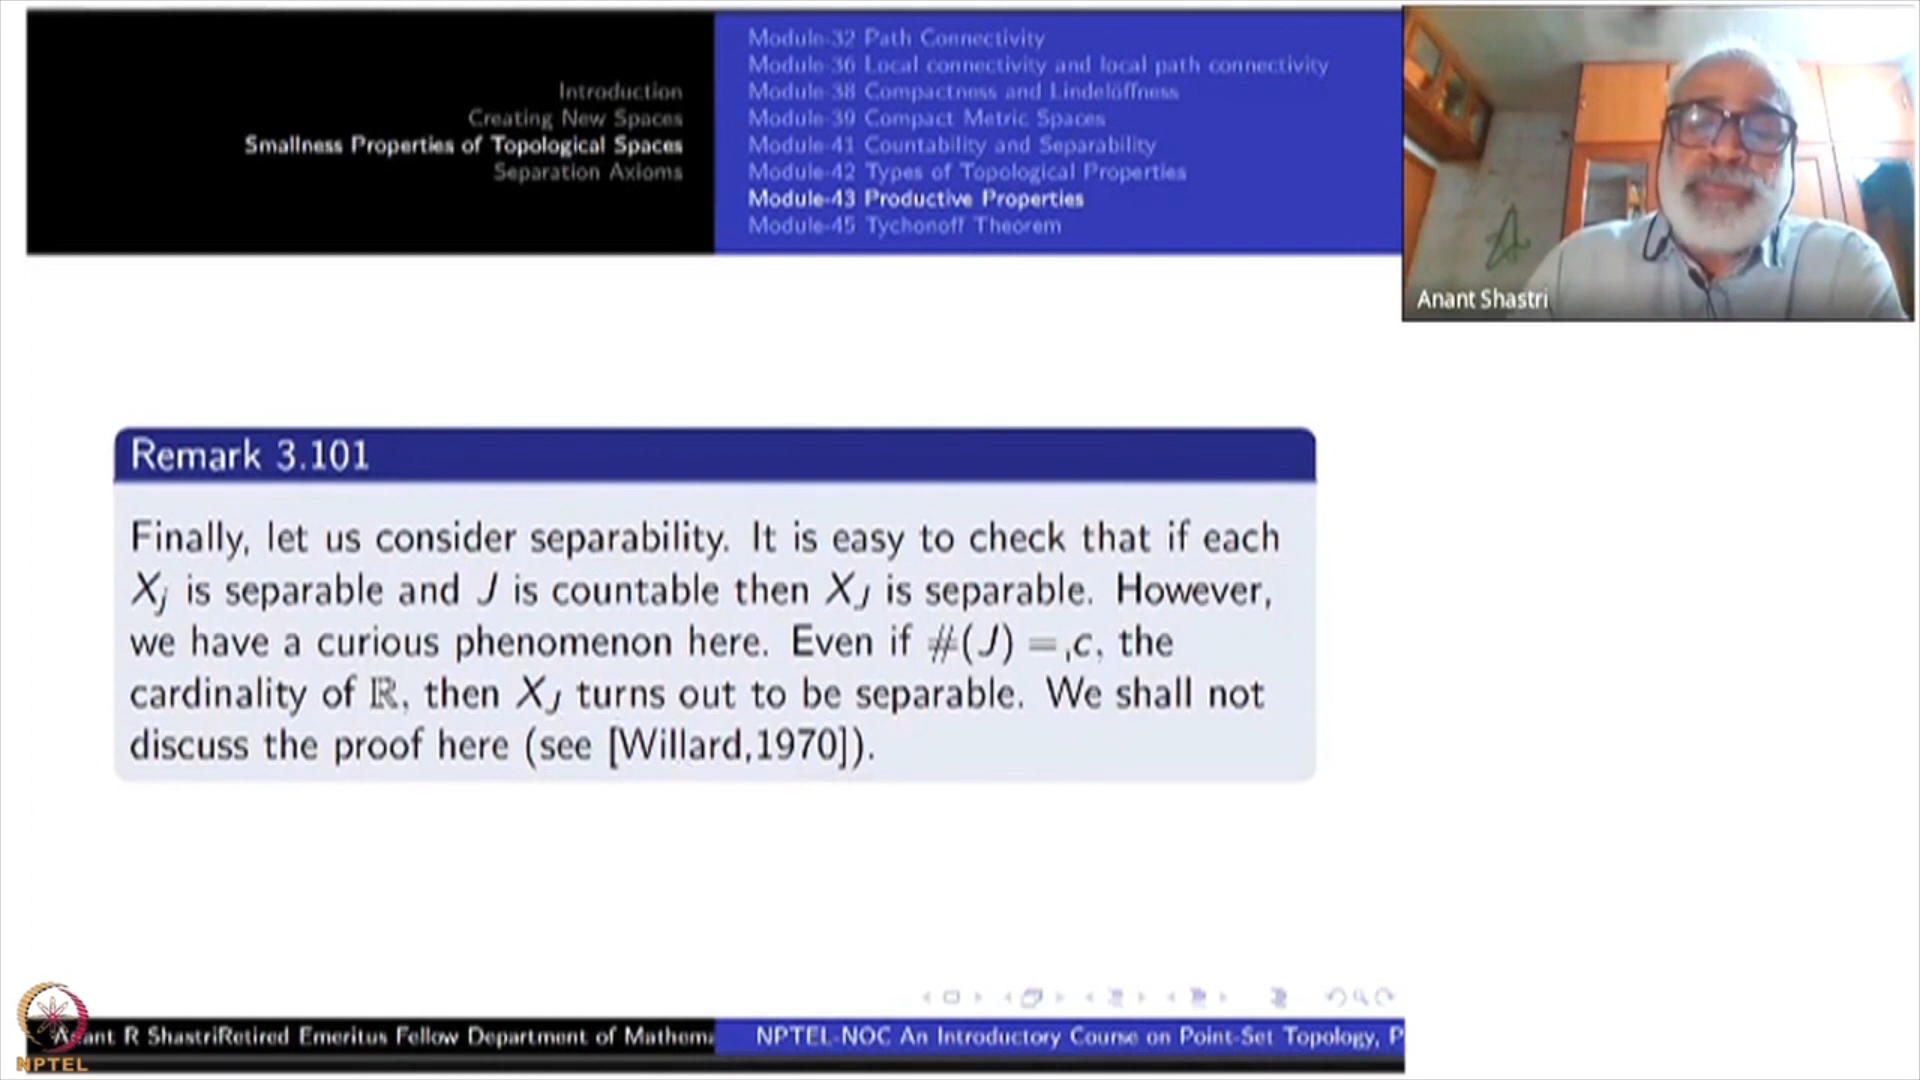 Introduction
Creating New Spaces
Smallness Properties of Topological Spaces
Separation Axioms
Module-32 Path Connectivity
Module-36 Local connectivity and local path connectivity
Module-38 Compactness and Lindelöffness
Module-39 Compact Metric Spaces
Module-41 Countability and Separability
Module-42 Types of Topological Properties
Module-43 Productive Properties
Module-45 Tychonoff Theorem
Anant Shastri
Remark 3.101
Finally, let us consider separability. It is easy to check that if each
Xj is separable and J is countable then XJ is separable. However,
we have a curious phenomenon here. Even if #(J) = ,c, the
cardinality of ℝ, then XJ turns out to be separable. We shall not
discuss the proof here (see [Willard,1970]).
Anant R ShastriRetired Emeritus Fellow Department of Mathema
NPTEL-NOC An Introductory Course on Point-Set Topology, P
NPTEL